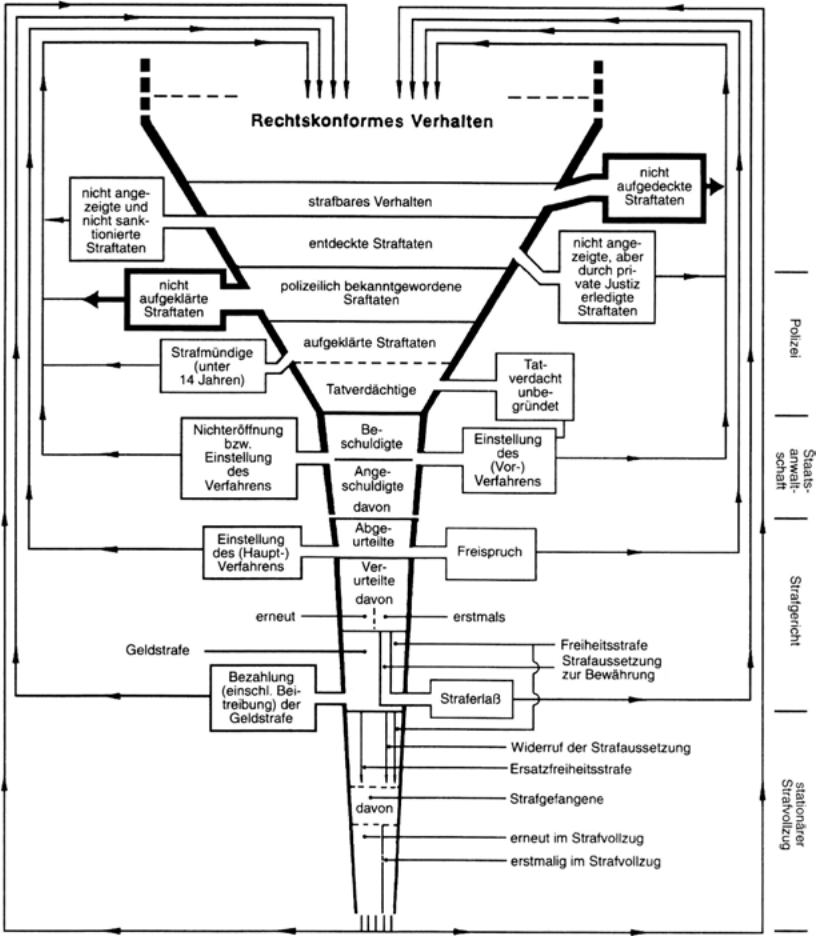 Rechtskonformes Verhalten
nicht
aufgedeckte
Straftaten
nicht ange-
zeigte und
nicht sank-
tionierte
Straftaten
strafbares Verhalten
entdeckte Straftaten
nicht ange-
zeigte, aber
durch pri-
vate Justiz
erledigte
Straftaten
nicht
aufgeklärte
Straftaten
polizeilich bekanntgewordene
Sraftaten
Polizei
aufgeklärte Straftaten
Strafmündige
(unter
14 Jahren)
Tatverdächtige
Tat-
verdacht
unbe-
gründet
Nichteröffnung
bzw.
Einstellung
des
Verfahrens
Be-
schuldigte
Ange-
schuldigte
davon
Einstellung
des
(Vor-)
Verfahrens
Staats-
anwalt-
schaft
Einstellung
des (Haupt-)
Verfahrens
Abge-
urteilte
Ver-
urteilte
davon
Freispruch
Strafgericht
erneut
erstmals
Geldstrafe
Freiheitsstrafe
Strafaussetzung
zur Bewährung
Bezahlung
(einschl. Bei-
treibung) der
Geldstrafe
Straferlaß
Widerruf der Strafaussetzung
Ersatzfreiheitsstrafe
Strafgefangene
davon
erneut im Strafvollzug
erstmalig im Strafvollzug
stationärer
Strafvollzug